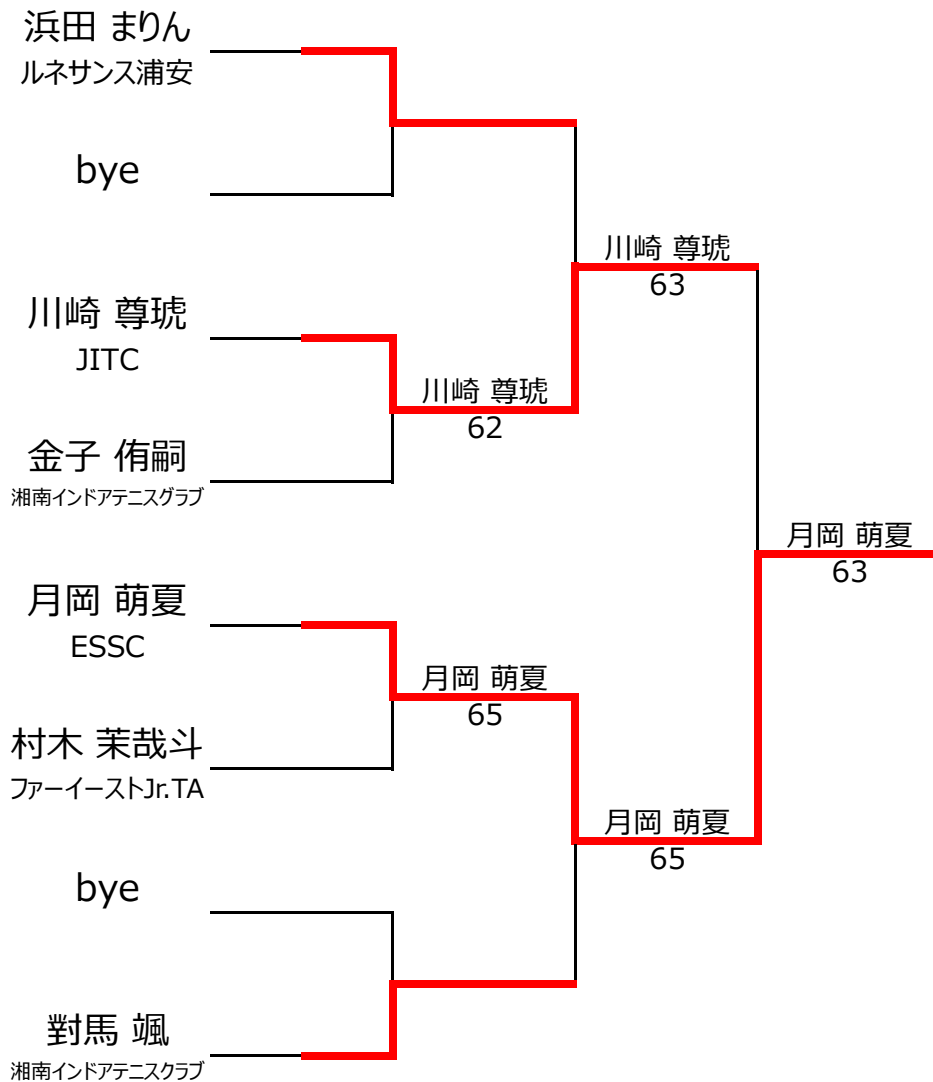 浜田 まりん
ルネサンス浦安
bye
川崎 尊琥
63
川崎 尊琥
JITC
川崎 尊琥
62
金子 侑嗣
湘南インドアテニスグラブ
月岡 萌夏
63
月岡 萌夏
ESSC
月岡 萌夏
65
村木 茉哉斗
ファーイーストJr.TA
月岡 萌夏
65
bye
對馬 颯
湘南インドアテニスクラブ